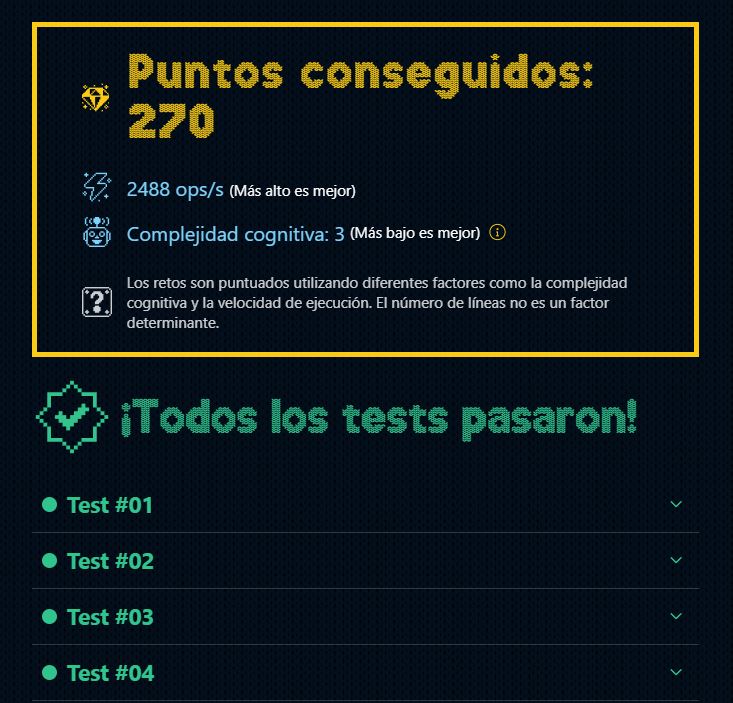 Puntos conseguidos:
270
2488 ops/s (Más alto es mejor)
Complejidad cognitiva: 3 (Más bajo es mejor)
Los retos son puntuados utilizando diferentes factores como la complejidad
cognitiva y la velocidad de ejecución. El número de líneas no es un factor
determinante.
¡Todos los tests pasaron!
Test #01
Test #02
Test #03
Test #04